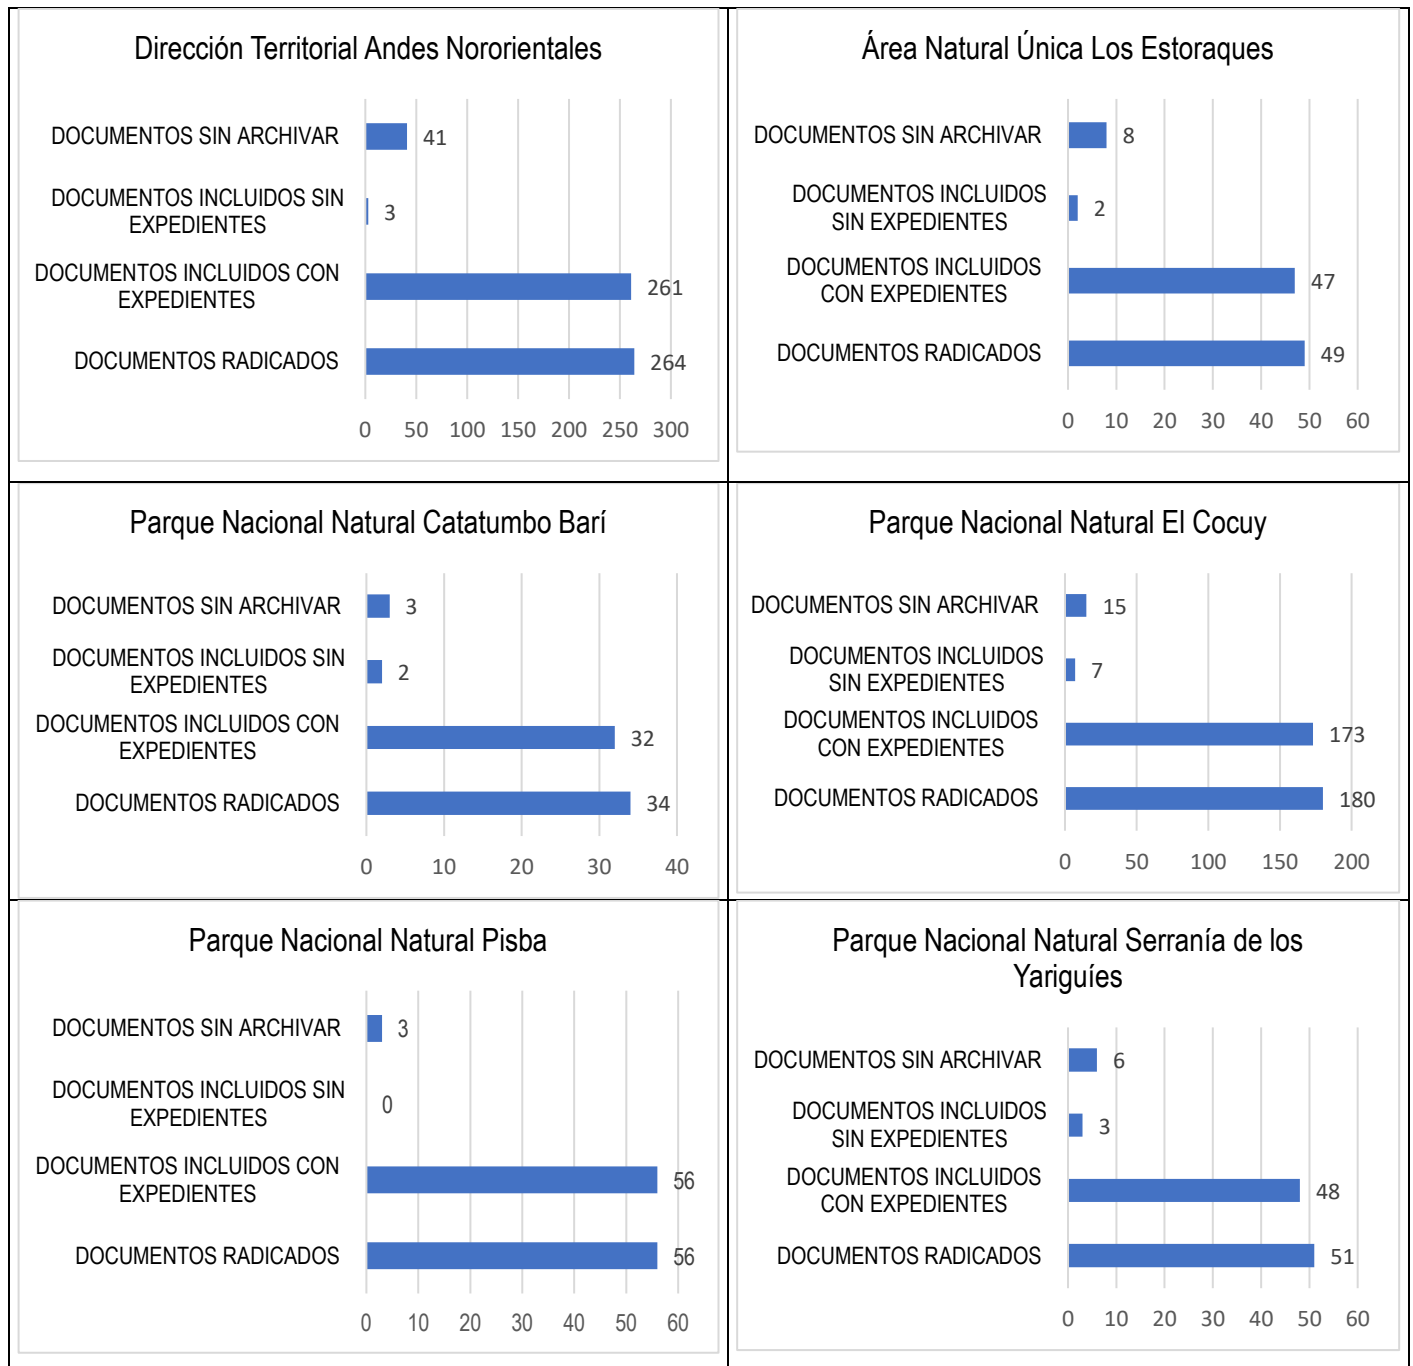 Dirección Territorial Andes Nororientales
DOCUMENTOS SIN ARCHIVAR
41
DOCUMENTOS INCLUIDOS SIN
EXPEDIENTES
3
DOCUMENTOS INCLUIDOS CON
EXPEDIENTES
261
DOCUMENTOS RADICADOS
264
0 50 100 150 200 250 300
Área Natural Única Los Estoraques
DOCUMENTOS SIN ARCHIVAR
8
DOCUMENTOS INCLUIDOS
SIN EXPEDIENTES
2
DOCUMENTOS INCLUIDOS
CON EXPEDIENTES
47
DOCUMENTOS RADICADOS
49
0 10 20 30 40 50 60
Parque Nacional Natural Catatumbo Barí
DOCUMENTOS SIN ARCHIVAR
3
DOCUMENTOS INCLUIDOS SIN
EXPEDIENTES
2
DOCUMENTOS INCLUIDOS CON
EXPEDIENTES
32
DOCUMENTOS RADICADOS
34
0 10 20 30 40
Parque Nacional Natural El Cocuy
DOCUMENTOS SIN ARCHIVAR
15
DOCUMENTOS INCLUIDOS
SIN EXPEDIENTES
7
DOCUMENTOS INCLUIDOS
CON EXPEDIENTES
173
DOCUMENTOS RADICADOS
180
0 50 100 150 200
Parque Nacional Natural Pisba
DOCUMENTOS SIN ARCHIVAR
3
DOCUMENTOS INCLUIDOS SIN
EXPEDIENTES
0
DOCUMENTOS INCLUIDOS CON
EXPEDIENTES
56
DOCUMENTOS RADICADOS
56
0 10 20 30 40 50 60
Parque Nacional Natural Serranía de los
Yariguíes
DOCUMENTOS SIN ARCHIVAR
6
DOCUMENTOS INCLUIDOS
SIN EXPEDIENTES
3
DOCUMENTOS INCLUIDOS
CON EXPEDIENTES
48
DOCUMENTOS RADICADOS
51
0 10 20 30 40 50 60